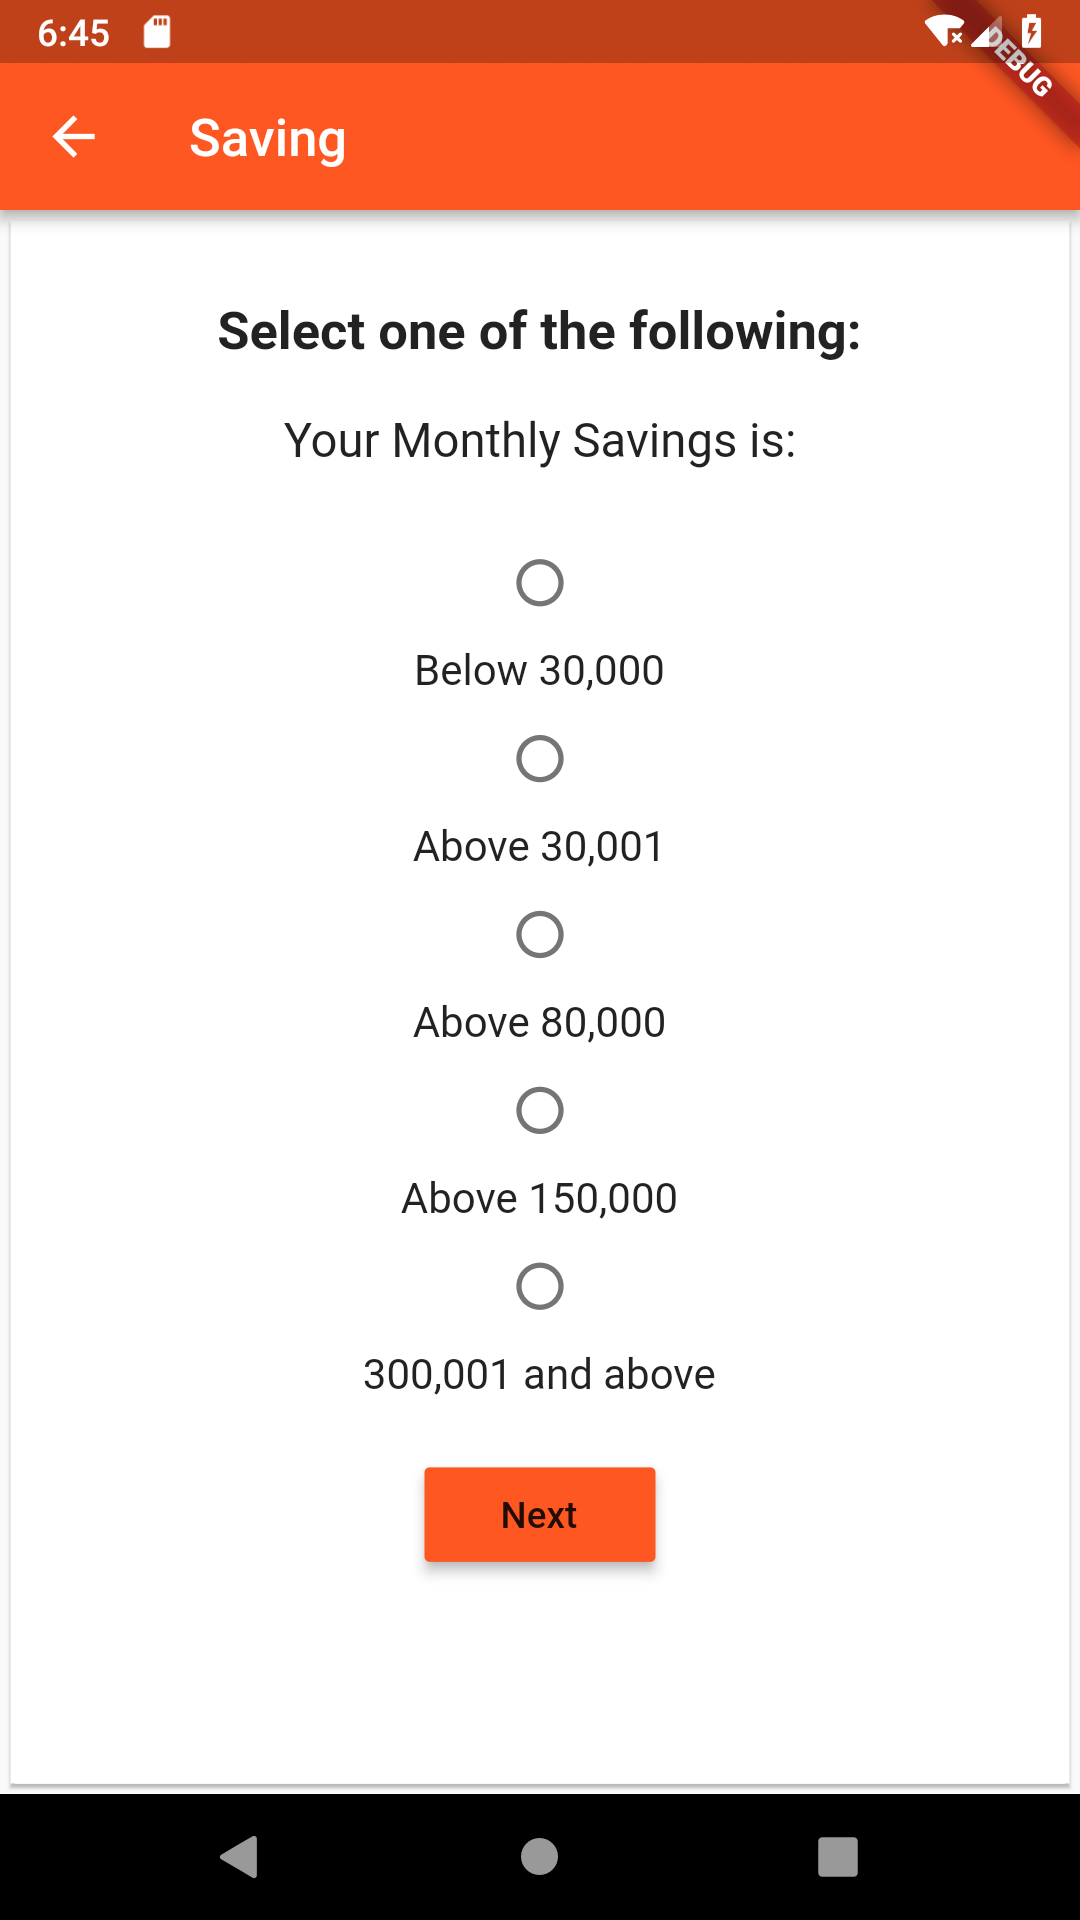 6:45
DEBUG
Saving
Select one of the following:
Your Monthly Savings is:
Below 30,000
Above 30,001
Above 80,000
Above 150,000
300,001 and above
Next